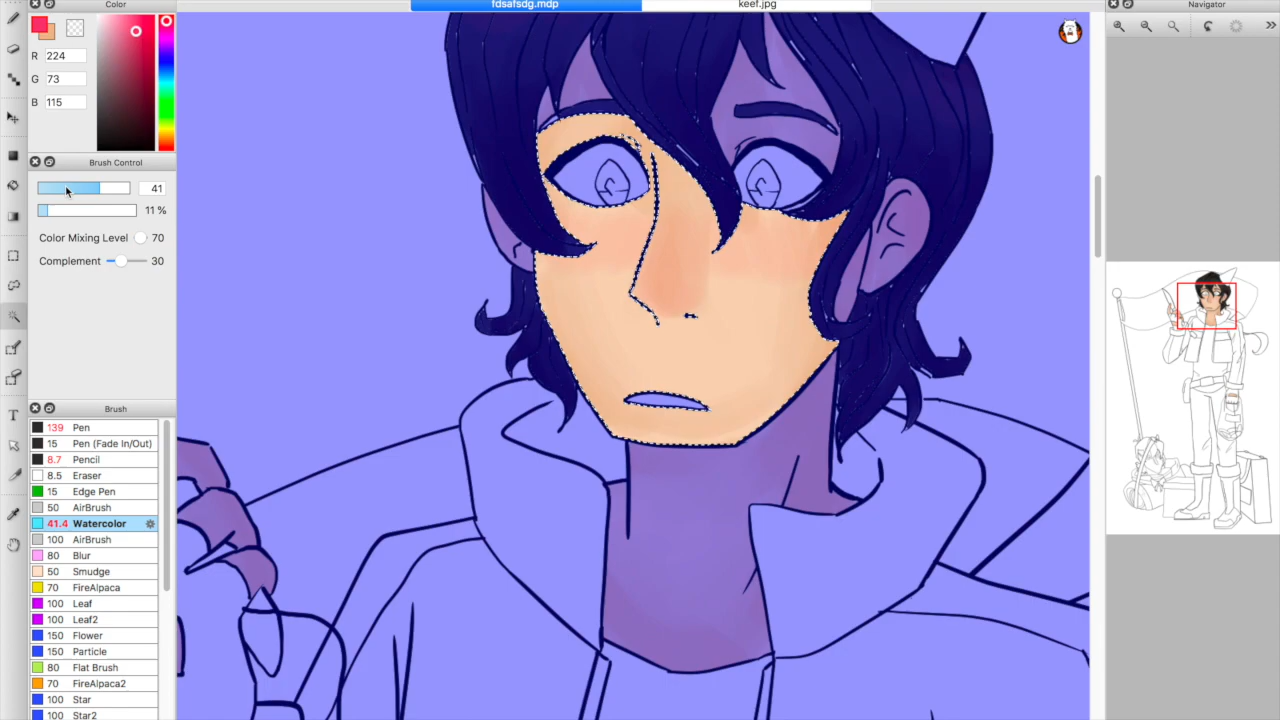 Color
fdsafsdg.mdp
keef.jpg
Navigator
R 224
G 73
B 115
»
Brush Control
41
11 %
Color Mixing Level 70
Complement 30
Brush
139 Pen
15 Pen (Fade In/Out)
8.7 Pencil
8.5 Eraser
15 Edge Pen
50 AirBrush
41.4 Watercolor
100 AirBrush
80 Blur
50 Smudge
70 FireAlpaca
100 Leaf
100 Leaf2
150 Flower
150 Particle
80 Flat Brush
70 FireAlpaca2
100 Star
100 Star2
T